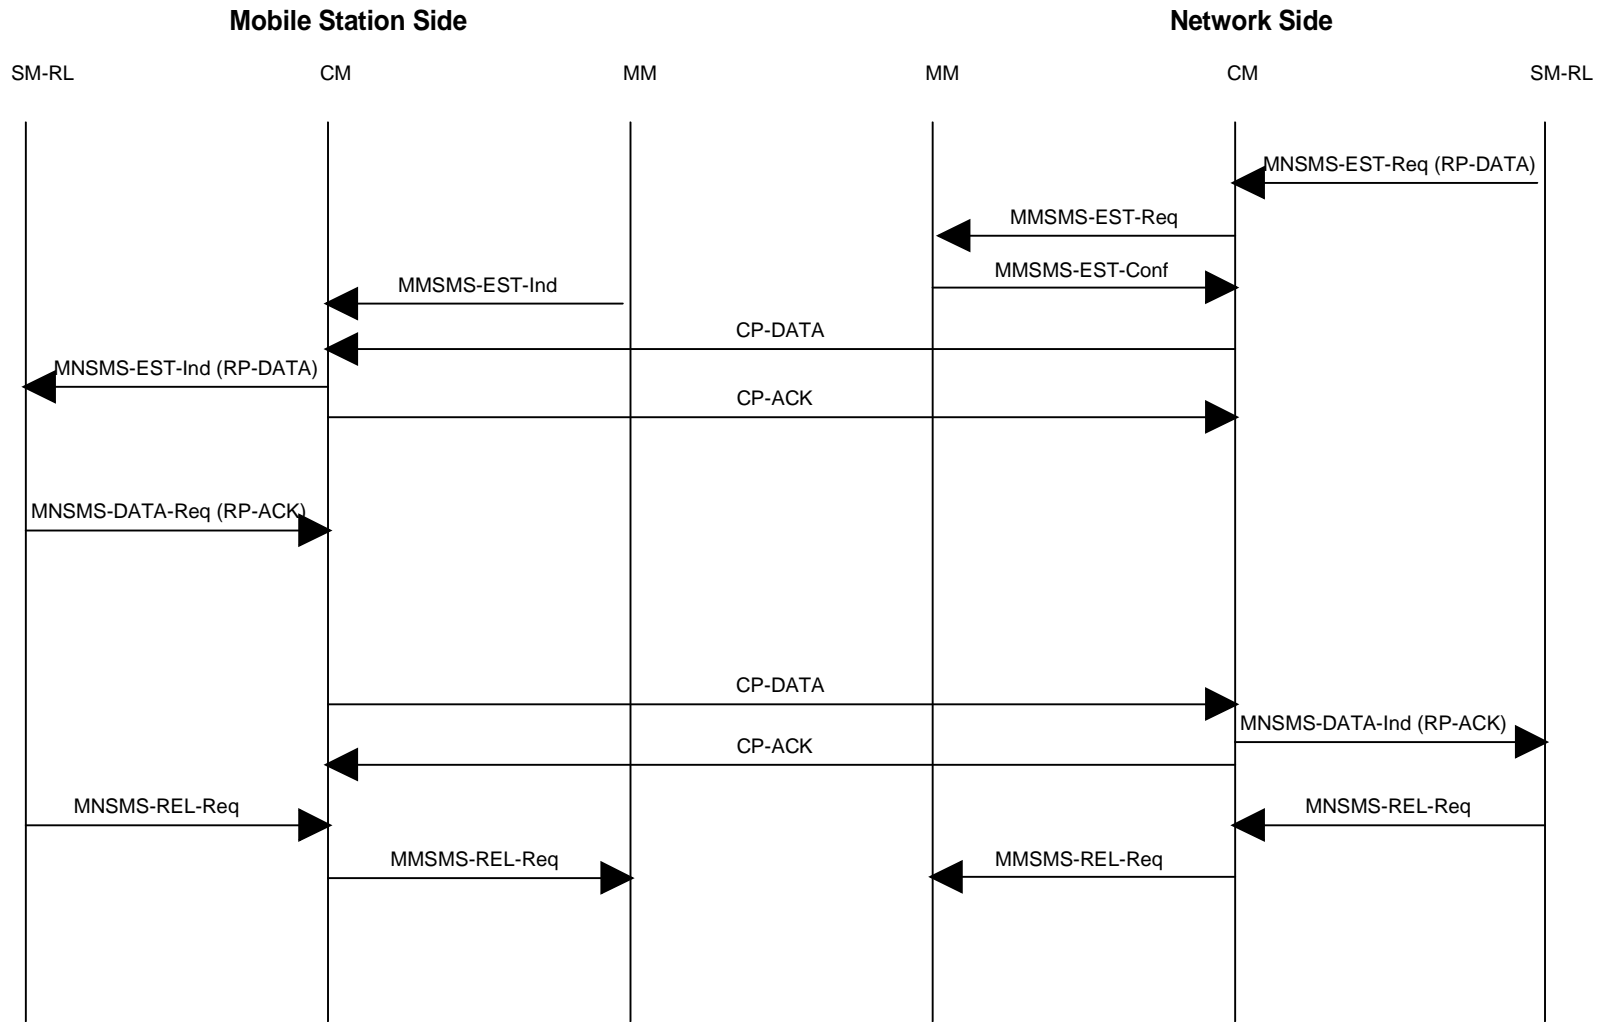 Mobile Station Side
Network Side
SM-RL
CM
MM
MM
CM
SM-RL
MNSMS-EST-Req (RP-DATA)
MMSMS-EST-Req
MMSMS-EST-Conf
MMSMS-EST-Ind
CP-DATA
MNSMS-EST-Ind (RP-DATA)
CP-ACK
MNSMS-DATA-Req (RP-ACK)
CP-DATA
MNSMS-DATA-Ind (RP-ACK)
CP-ACK
MNSMS-REL-Req
MNSMS-REL-Req
MMSMS-REL-Req
MMSMS-REL-Req